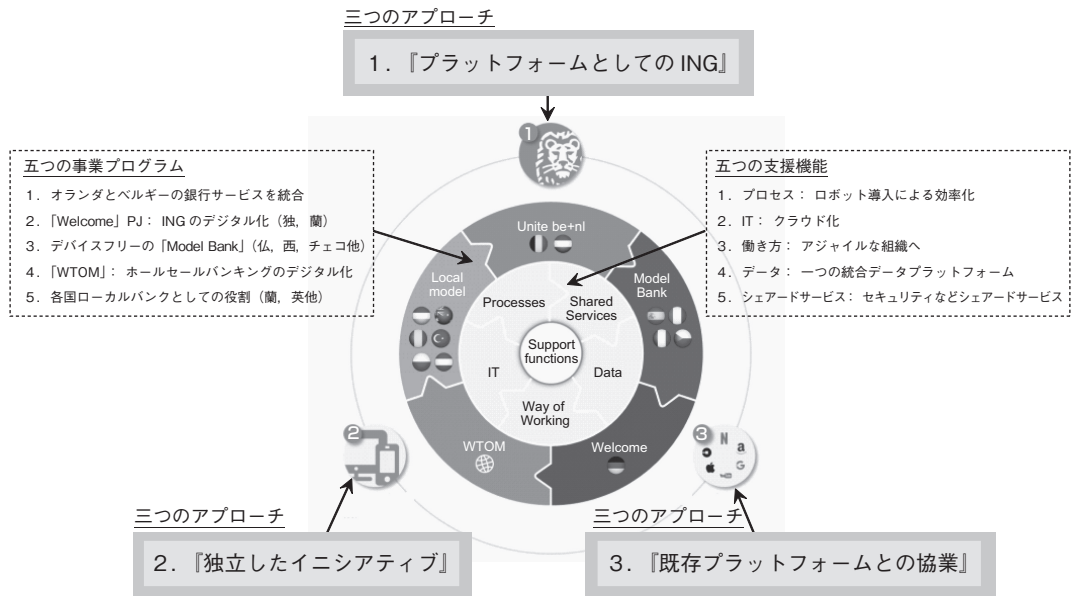 三つのアプローチ
1.『プラットフォームとしての ING』
五つの事業プログラム
1. オランダとベルギーの銀行サービスを統合
2.「Welcome」PJ: ING のデジタル化（独，蘭）
3. デバイスフリーの「Model Bank」（仏，西，チェコ他）
4.「WTOM」: ホールセールバンキングのデジタル化
5. 各国ローカルバンクとしての役割（蘭，英他）
五つの支援機能
1. プロセス: ロボット導入による効率化
2. IT: クラウド化
3. 働き方: アジャイルな組織へ
4. データ: 一つの統合データプラットフォーム
5. シェアードサービス: セキュリティなどシェアードサービス
1
Unite be+nl
Local
model
Model
Bank
Processes
Shared
Services
Support
functions
IT
Data
Way of
Working
WTOM
Welcome
2
3
N
a
G
三つのアプローチ
2.『独立したイニシアティブ』
三つのアプローチ
3.『既存プラットフォームとの協業』